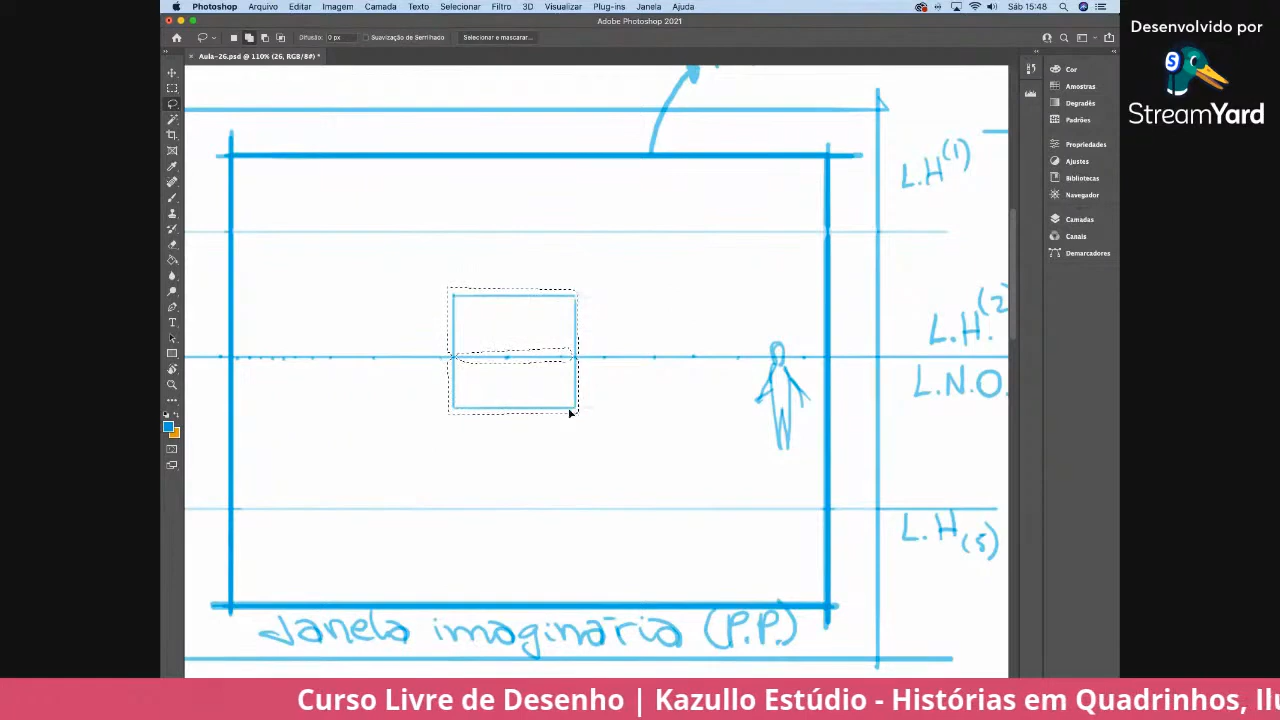 Photoshop Arquivo Editar Imagem Camada Texto Selecionar Filtros 3D Visualizar Plug-ins Janela Ajuda Sáb 15:48
Adobe Photoshop 2021
Difusão: 0 px Suavização de Serrilhado Selecionar e mascarar...
Aula-26.psd @ 110% (26, RGB/8#) *
Desenvolvido por
S
StreamYard
Cor
Amostras
Degradês
Padrões
Propriedades
Ajustes
Bibliotecas
Navegador
Camadas
Canais
Demarcadores
L.H(1)
L.H.(2
L.N.O.
L.H(5)
Janela imaginária (P.P.)
Curso Livre de Desenho | Kazullo Estúdio - Histórias em Quadrinhos, Ilu